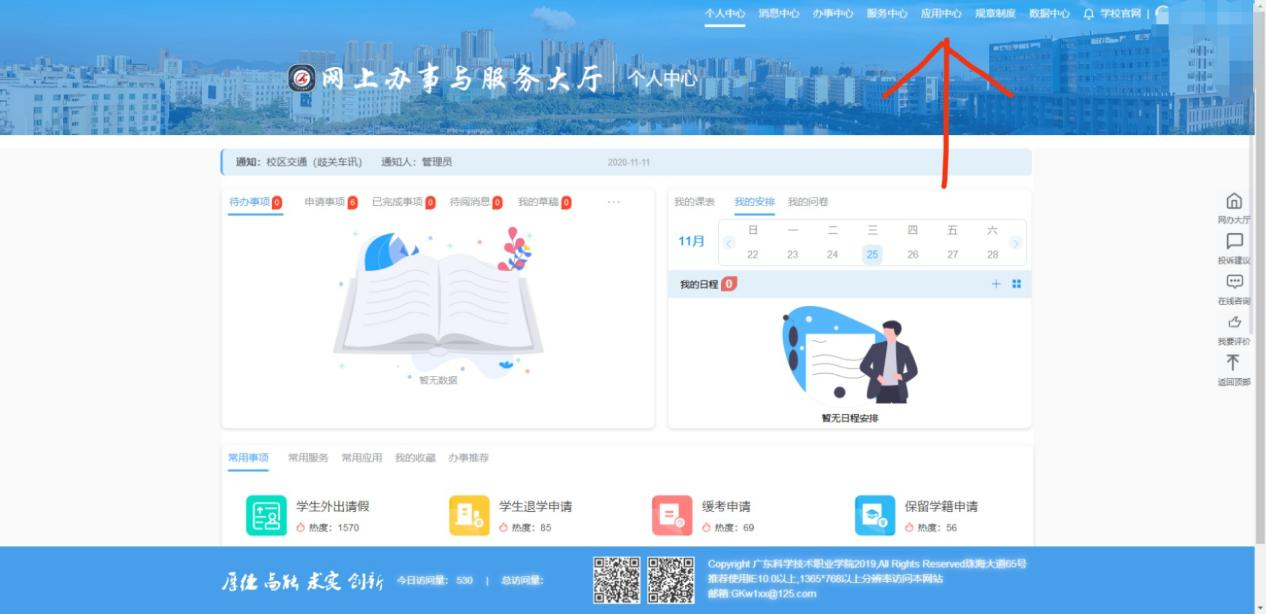 个人中心 消息中心 办事中心 服务中心 应用中心 规章制度 数据中心 学校官网 |
网上办事与服务大厅 个人中心
通知：校区交通（歧关车讯） 通知人：管理员 2020-11-11
待办事项 0 申请事项 6 已完成事项 0 待阅消息 0 我的草稿 0 ···
暂无数据
我的课表 我的安排 我的问卷
11月
日 一 二 三 四 五 六
22 23 24 25 26 27 28
我的日程 0
暂无日程安排
网办大厅
投诉建议
在线咨询
我要评价
返回顶部
常用事项 常用服务 常用应用 我的收藏 办事推荐
学生外出请假
热度：1570
学生退学申请
热度：85
缓考申请
热度：69
保留学籍申请
热度：56
厚德 高能 求实 创新
今日访问量： 530 | 总访问量：
Copyright 广东科学技术职业学院2019,All Rights Reserved珠海大道65号
推荐使用IE10.0以上,1365*768以上分辨率访问本网站
邮箱:GKw1xx@125.com